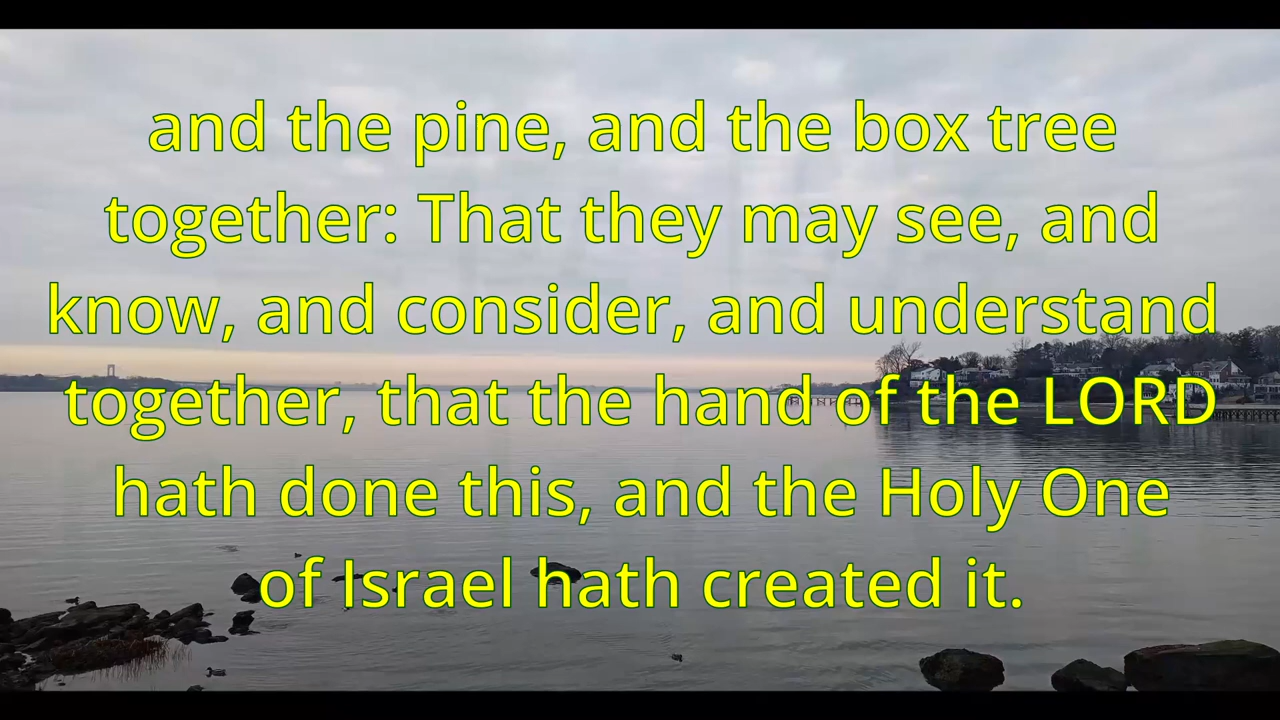 and the pine, and the box tree
together: That they may see, and
know, and consider, and understand
together, that the hand of the LORD
hath done this, and the Holy One
of Israel hath created it.